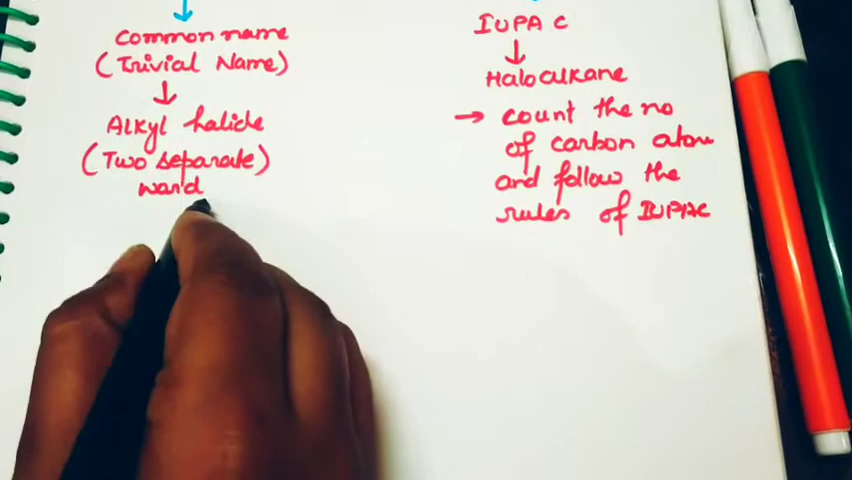 Common name
(Trivial Name)
Alkyl halide
(Two separate)
word
IUPAC
Haloalkane
→ count the no
of carbon atom
and follow the
rules of IUPAC